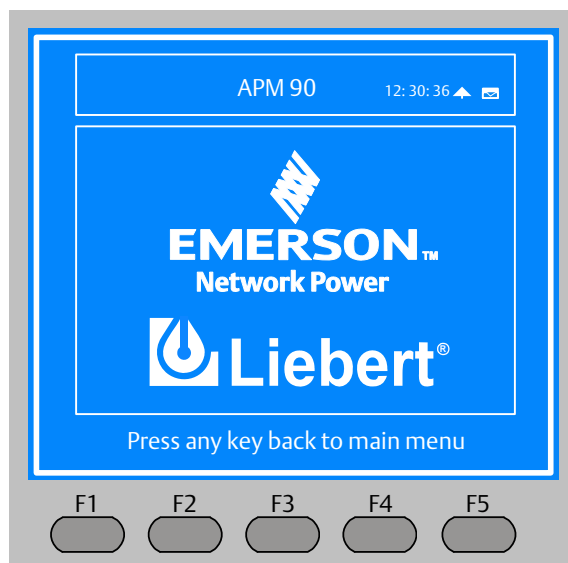 APM 90 12: 30: 36
EMERSON™
Network Power
Liebert®
Press any key back to main menu
F1 F2 F3 F4 F5